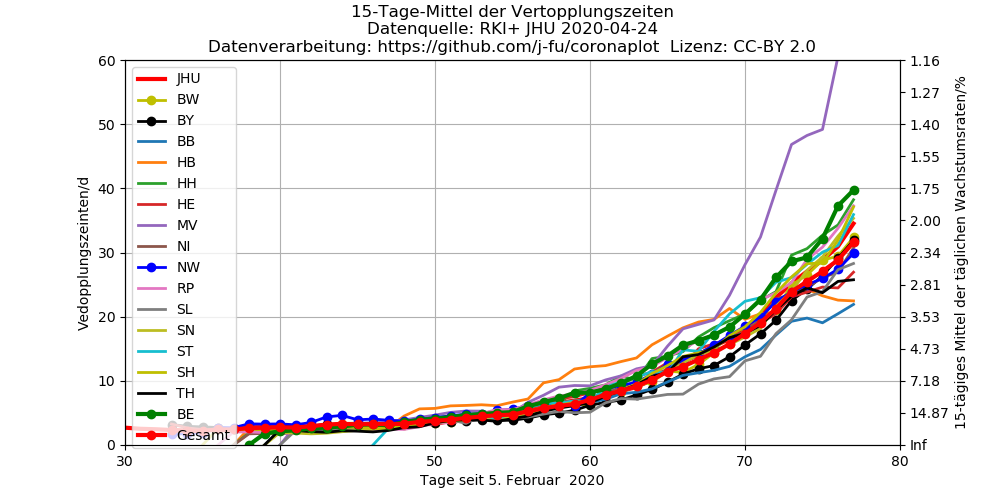 15-Tage-Mittel der Vertopplungszeiten
Datenquelle: RKI+ JHU 2020-04-24
Datenverarbeitung: https://github.com/j-fu/coronaplot  Lizenz: CC-BY 2.0
Vedopplungszeinten/d
60
50
40
30
20
10
0
JHU
BW
BY
BB
HB
HH
HE
MV
NI
NW
RP
SL
SN
ST
SH
TH
BE
Gesamt
1.16
1.27
1.40
1.55
1.75
2.00
2.34
2.81
3.53
4.73
7.18
14.87
Inf
15-tägiges Mittel der täglichen Wachstumsraten/%
30 40 50 60 70 80
Tage seit 5. Februar  2020